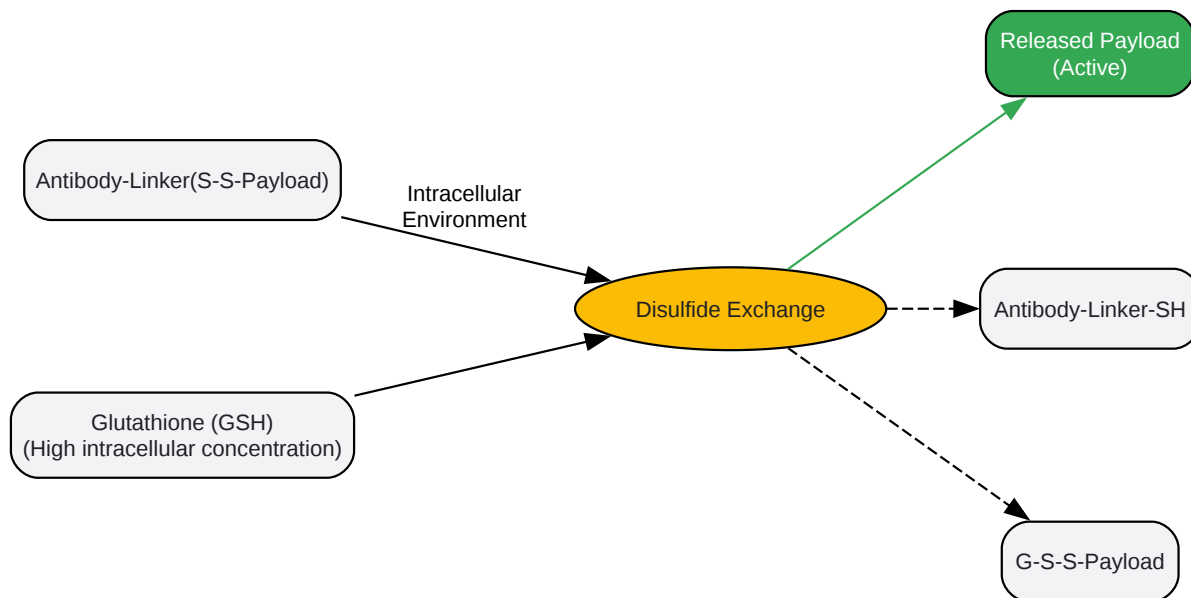 Released Payload
(Active)
Antibody-Linker(S-S-Payload)
Intracellular
Environment
Disulfide Exchange
Antibody-Linker-SH
Glutathione (GSH)
(High intracellular concentration)
G-S-S-Payload